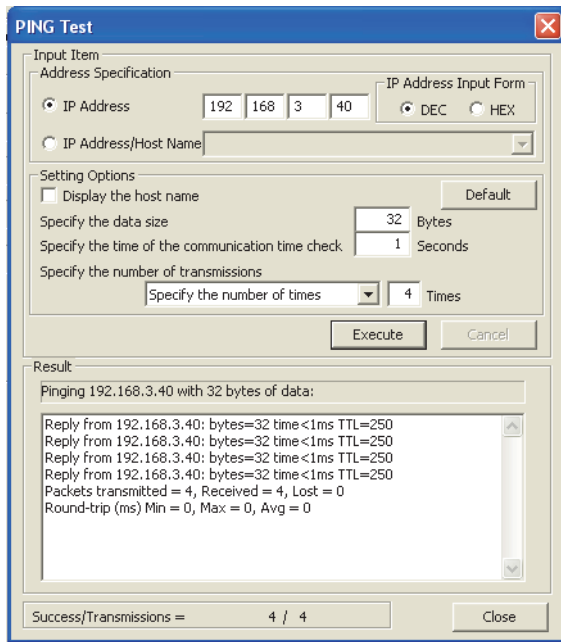 PING Test
Input Item
Address Specification
IP Address Input Form
IP Address 192 168 3 40 DEC HEX
IP Address/Host Name
Setting Options
Display the host name Default
Specify the data size 32 Bytes
Specify the time of the communication time check 1 Seconds
Specify the number of transmissions
Specify the number of times 4 Times
Execute Cancel
Result
Pinging 192.168.3.40 with 32 bytes of data:
Reply from 192.168.3.40: bytes=32 time<1ms TTL=250
Reply from 192.168.3.40: bytes=32 time<1ms TTL=250
Reply from 192.168.3.40: bytes=32 time<1ms TTL=250
Reply from 192.168.3.40: bytes=32 time<1ms TTL=250
Packets transmitted = 4, Received = 4, Lost = 0
Round-trip (ms) Min = 0, Max = 0, Avg = 0
Success/Transmissions = 4 / 4 Close